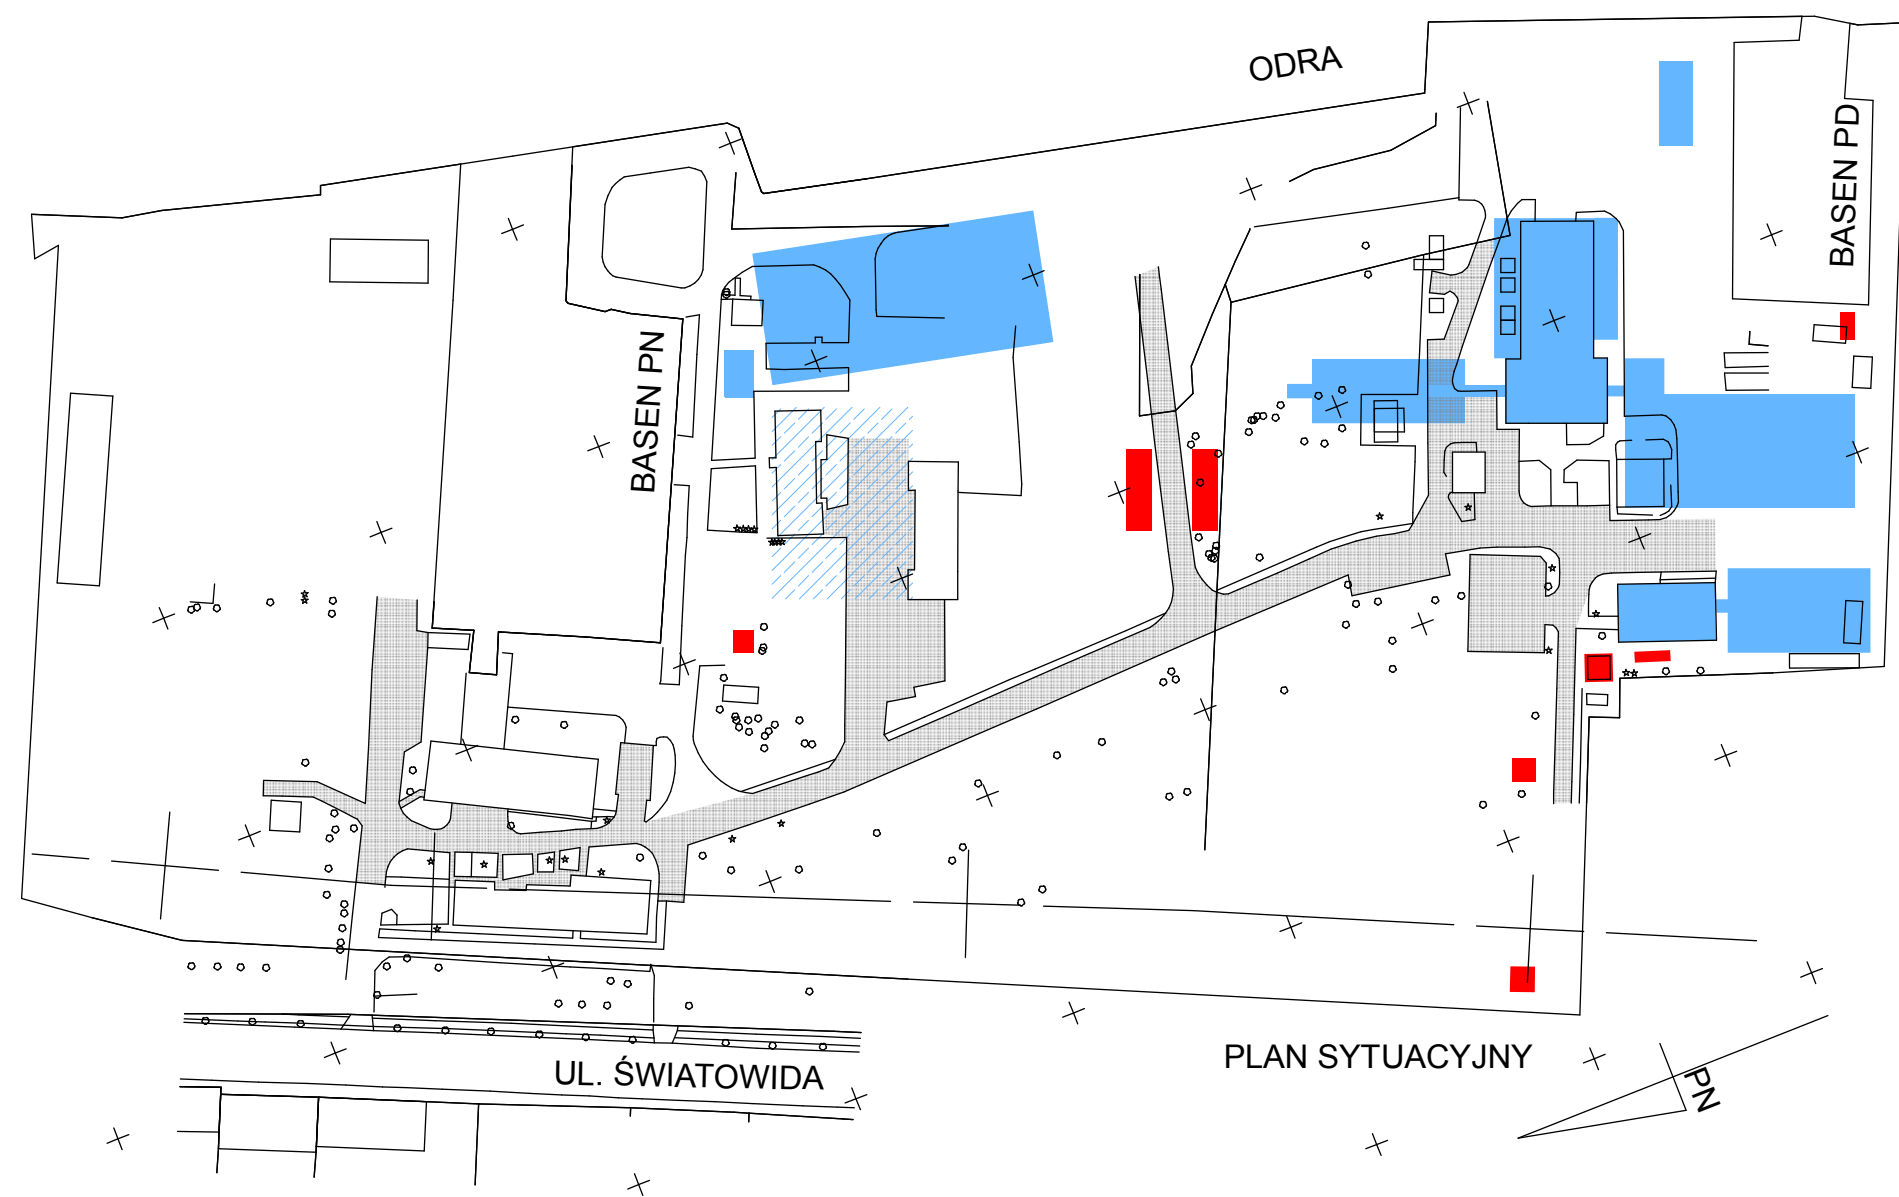 ODRA
BASEN PD
BASEN PN
PLAN SYTUACYJNY
UL. ŚWIATOWIDA
PN